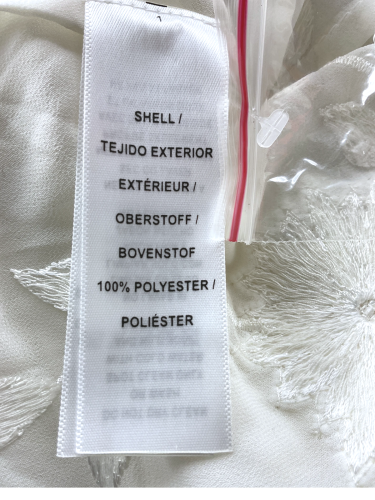 SHELL /
TEJIDO EXTERIOR
EXTÉRIEUR /
OBERSTOFF /
BOVENSTOF
100% POLYESTER /
POLIÉSTER